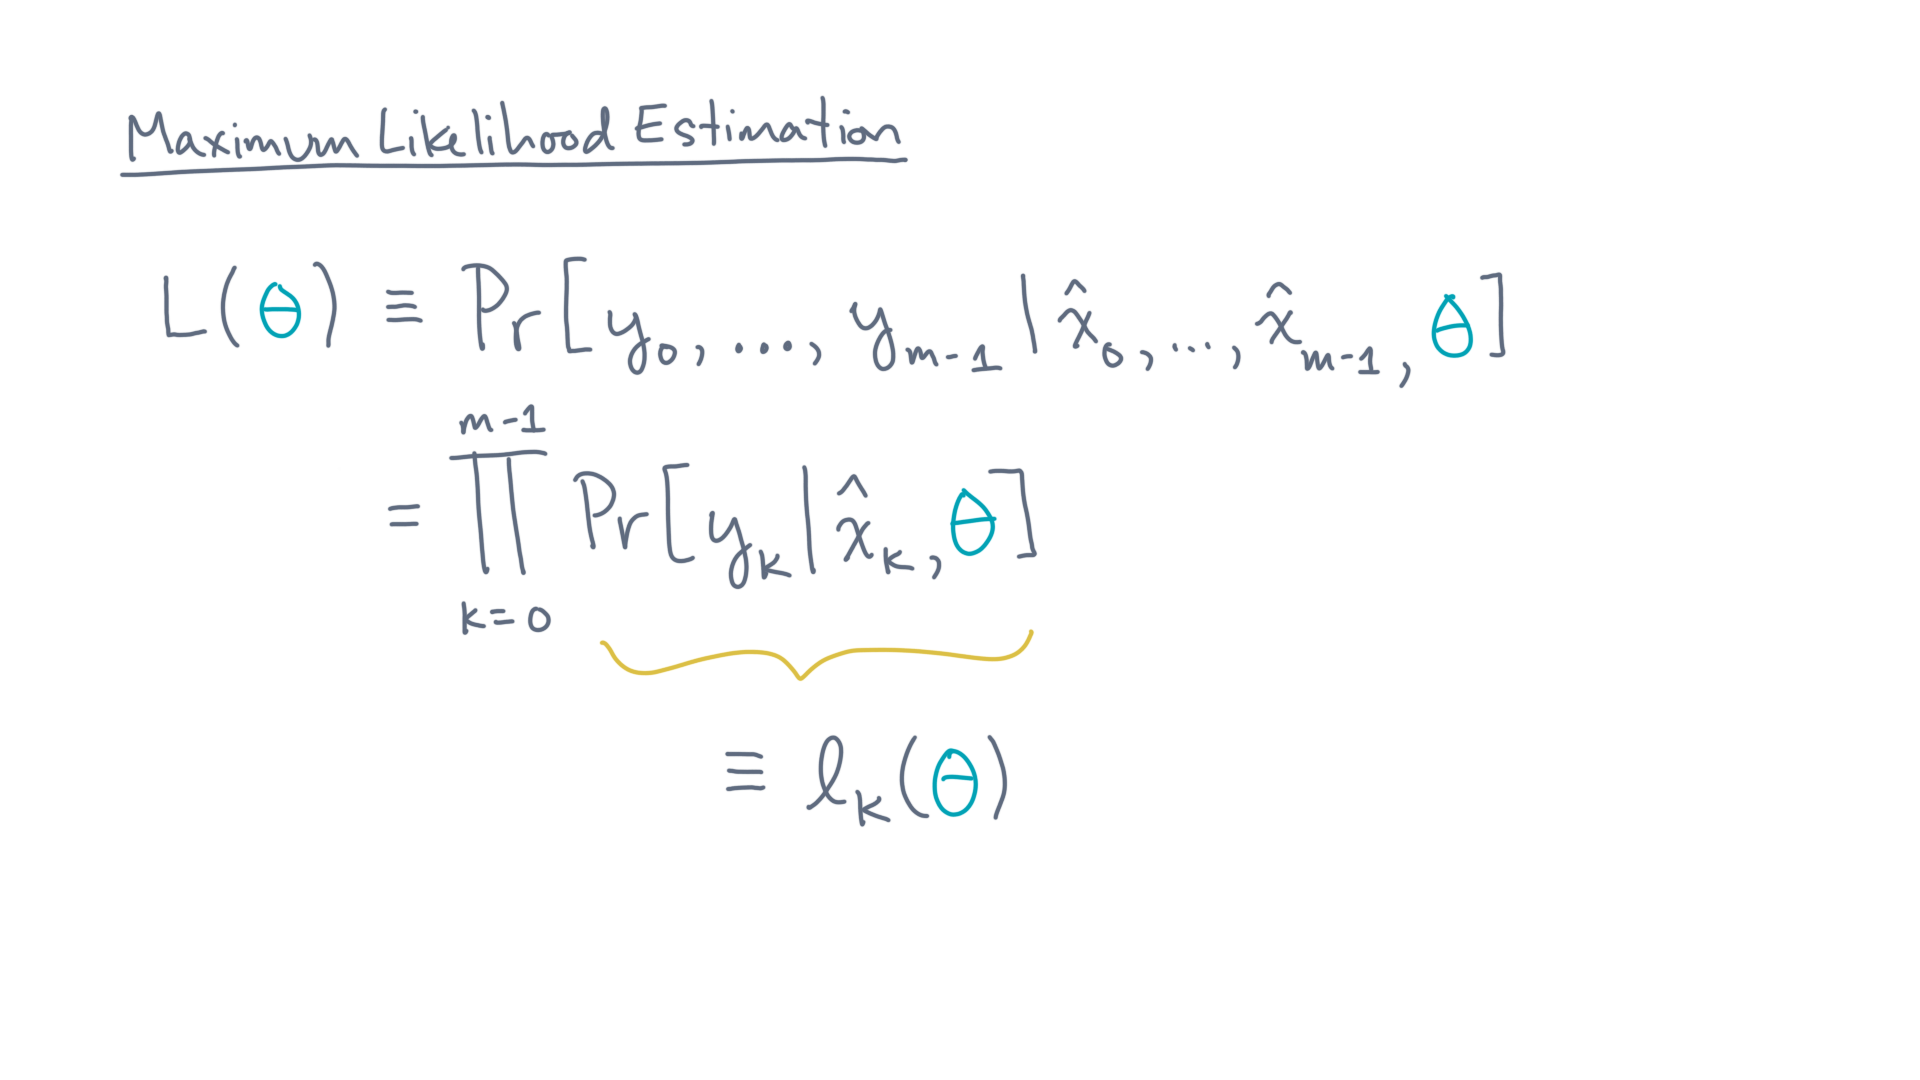 Maximum Likelihood Estimation
L(θ) ≡ Pr[y₀, ..., yₘ₋₁ | x̂₀, ..., x̂ₘ₋₁, θ]
m-1
= ∏ Pr[yₖ | x̂ₖ, θ]
k=0
≡ ℓₖ(θ)